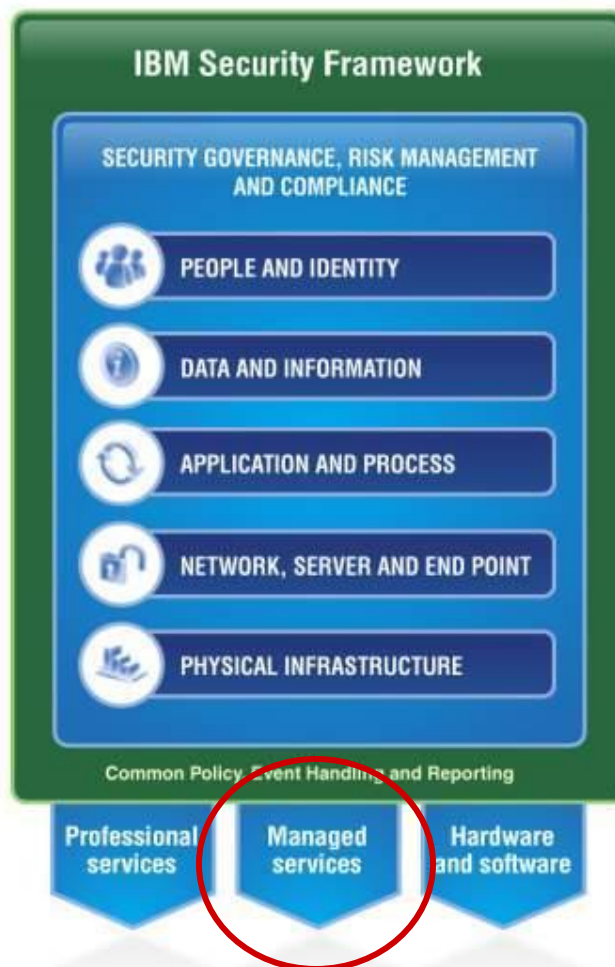 IBM Security Framework
SECURITY GOVERNANCE, RISK MANAGEMENT
AND COMPLIANCE
PEOPLE AND IDENTITY
DATA AND INFORMATION
APPLICATION AND PROCESS
NETWORK, SERVER AND END POINT
PHYSICAL INFRASTRUCTURE
Common Policy, Event Handling and Reporting
Professional
services
Managed
services
Hardware
and software